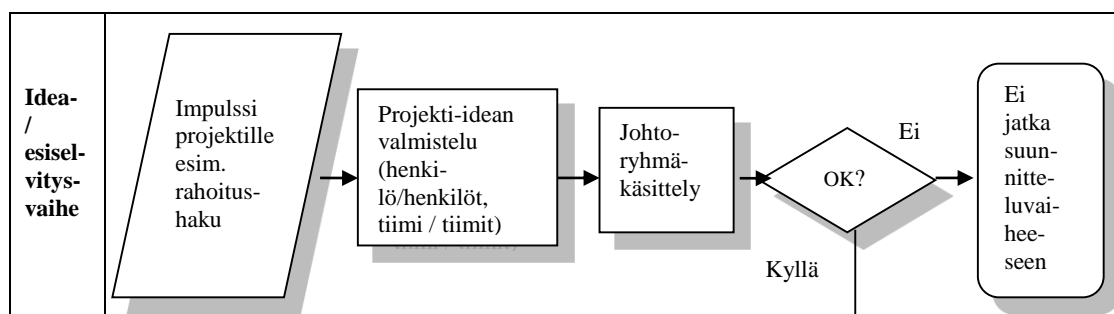 Idea-
/
esisel-
vitys-
vaihe
Impulssi
projektille
esim.
rahoitus-
haku
Projekti-idean
valmistelu
(henki-
lö/henkilöt,
tiimi / tiimit)
Johto-
ryhmä-
käsittely
OK?
Ei
Kyllä
Ei
jatka
suun-
nitte-
luvai-
hee-
seen